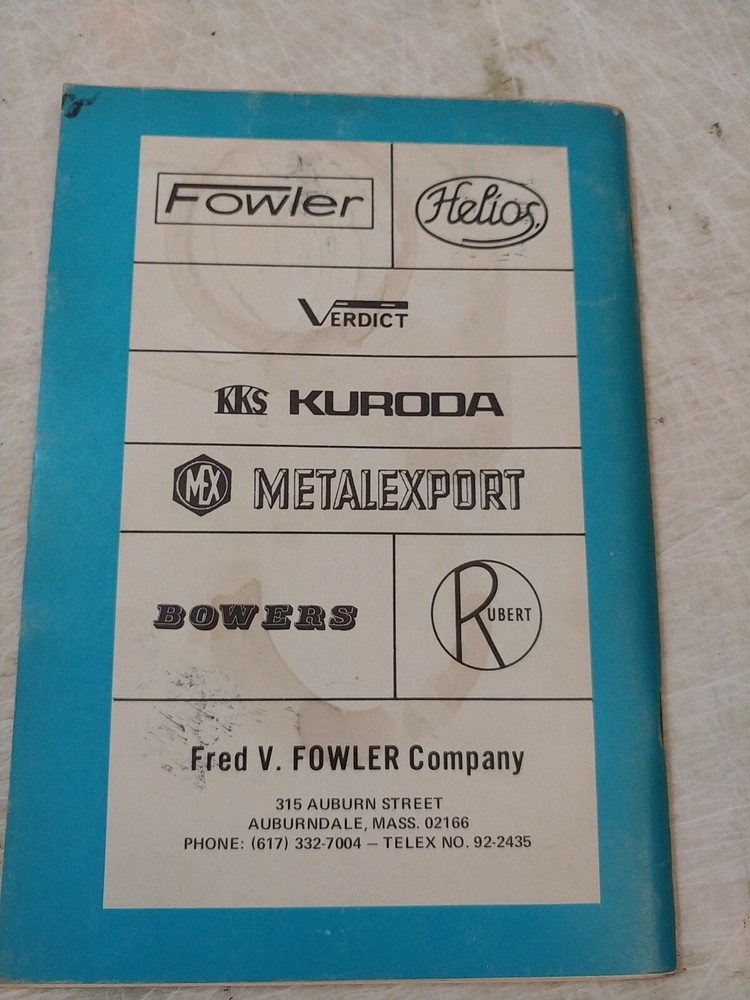 Fowler
Helios
VERDICT
KKS KURODA
MEX METALEXPORT
BOWERS
RUBERT
Fred V. FOWLER Company
315 AUBURN STREET
AUBURNDALE, MASS. 02166
PHONE: (617) 332-7004 — TELEX NO. 92-2435